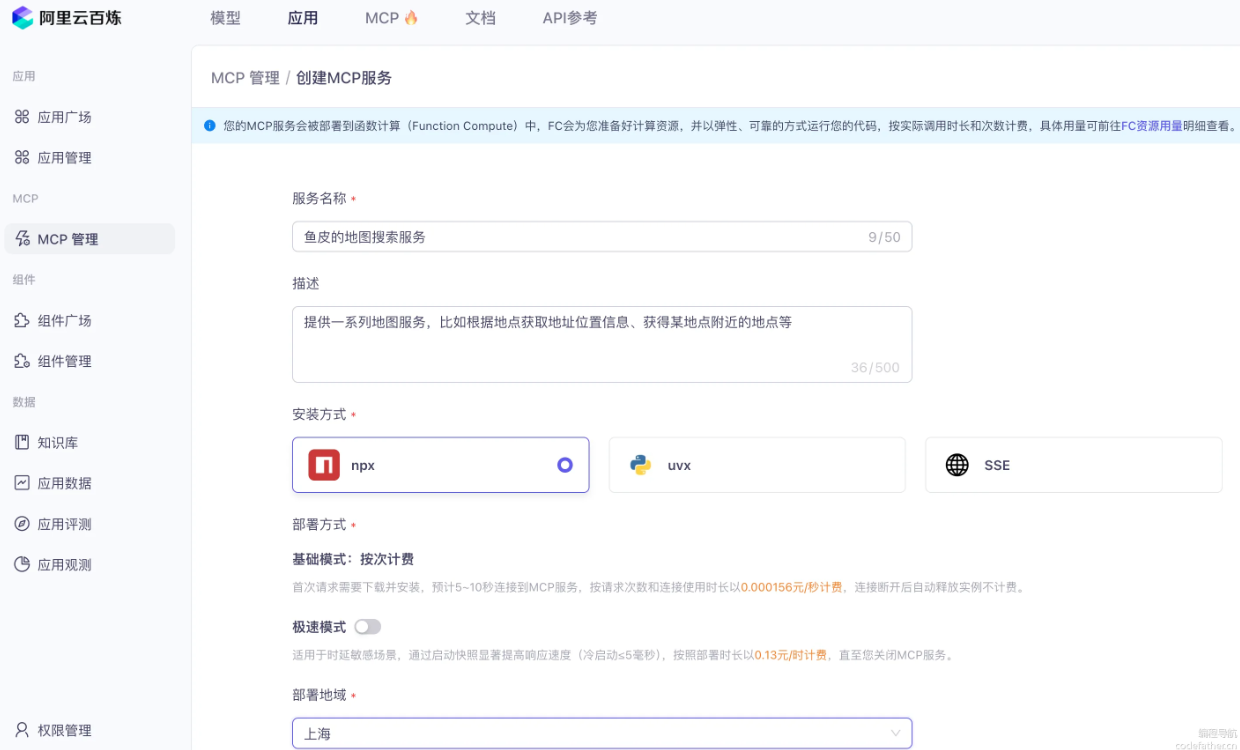 阿里云百炼
模型 应用 MCP 文档 API参考
应用
应用广场
应用管理
MCP
MCP 管理
组件
组件广场
组件管理
数据
知识库
应用数据
应用评测
应用观测
权限管理
MCP 管理 / 创建MCP服务
您的MCP服务会被部署到函数计算（Function Compute）中，FC会为您准备好计算资源，并以弹性、可靠的方式运行您的代码，按实际调用时长和次数计费，具体用量可前往FC资源用量明细查看。
服务名称 *
鱼皮的地图搜索服务 9/50
描述
提供一系列地图服务，比如根据地点获取地址位置信息、获得某地点附近的地点等
36/500
安装方式 *
npx uvx SSE
部署方式 *
基础模式：按次计费
首次请求需要下载并安装，预计5~10秒连接到MCP服务，按请求次数和连接使用时长以0.000156元/秒计费，连接断开后自动释放实例不计费。
极速模式
适用于时延敏感场景，通过启动快照显著提高响应速度（冷启动≤5毫秒），按照部署时长以0.13元/时计费，直至您关闭MCP服务。
部署地域 *
上海
编程导航
codefather.cn